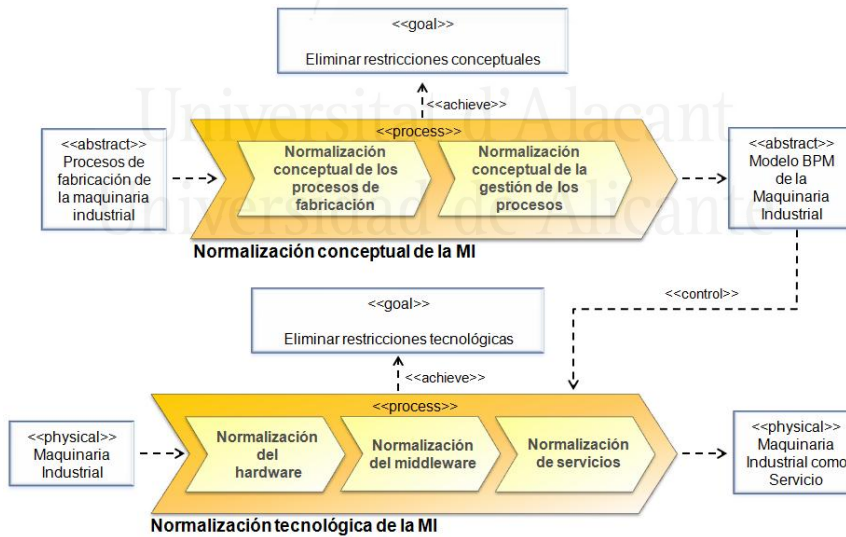 <<goal>>
Eliminar restricciones conceptuales
<<achieve>>
Universitat d'Alacant
Universidad de Alicante
<<process>>
<<abstract>>
Procesos de
fabricación de
la maquinaria
industrial
Normalización
conceptual de los
procesos de
fabricación
Normalización
conceptual de la
gestión de los
procesos
<<abstract>>
Modelo BPM
de la
Maquinaria
Industrial
Normalización conceptual de la MI
<<goal>>
Eliminar restricciones tecnológicas
<<control>>
<<achieve>>
<<process>>
<<physical>>
Maquinaria
Industrial
Normalización
del
hardware
Normalización
del middleware
Normalización
de servicios
<<physical>>
Maquinaria
Industrial como
Servicio
Normalización tecnológica de la MI